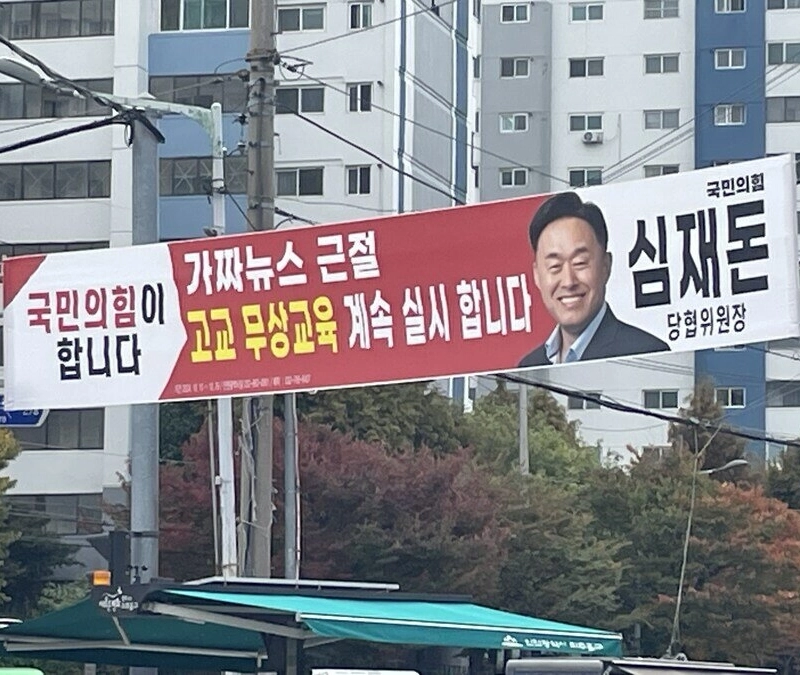 국민의힘이
합니다
가짜뉴스 근절
고교 무상교육 계속 실시 합니다
국민의힘
심재돈
당협위원장